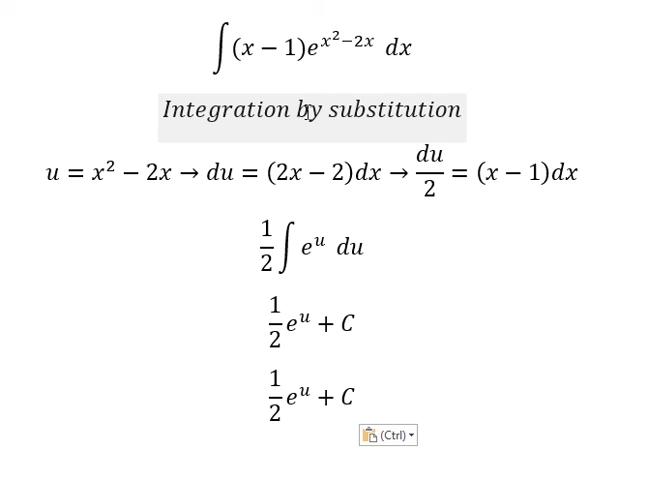 ∫(x − 1)e^{x²−2x} dx
Integration by substitution
u = x² − 2x → du = (2x − 2)dx → du/2 = (x − 1)dx
1/2 ∫ e^u du
1/2 e^u + C
1/2 e^u + C
(Ctrl)